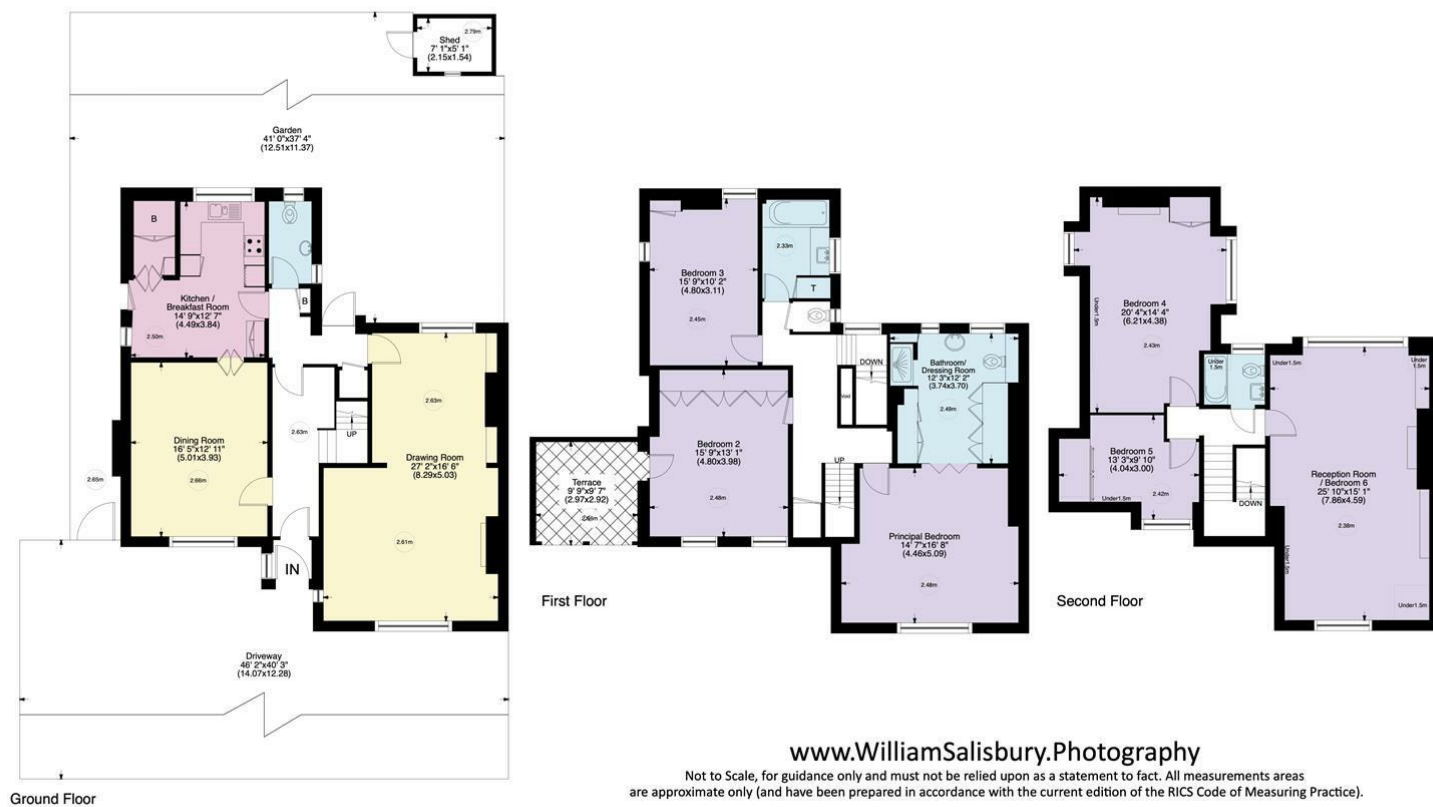 Shed
7' 1"x5' 1"
(2.15x1.54)
2.79m
Garden
41' 0"x37' 4"
(12.51x11.37)
B
Kitchen /
Breakfast Room
14' 9"x12' 7"
(4.49x3.84)
2.50m
B
Dining Room
16' 5"x12' 11"
(5.01x3.93)
2.66m
2.63m
UP
2.63m
Drawing Room
27' 2"x16' 6"
(8.29x5.03)
2.61m
2.65m
IN
Driveway
46' 2"x40' 3"
(14.07x12.28)
Ground Floor
Bedroom 3
15' 9"x10' 2"
(4.80x3.11)
2.45m
2.33m
T
DOWN
Void
Bathroom/
Dressing Room
12' 3"x12' 2"
(3.74x3.70)
2.49m
Bedroom 2
15' 9"x13' 1"
(4.80x3.98)
2.48m
UP
Terrace
9' 9"x9' 7"
(2.97x2.92)
Principal Bedroom
14' 7"x16' 8"
(4.46x5.09)
2.48m
First Floor
Bedroom 4
20' 4"x14' 4"
(6.21x4.38)
2.43m
Under1.5m
Under
1.5m
Under1.5m
Under
1.5m
Bedroom 5
13' 3"x9' 10"
(4.04x3.00)
Under1.5m
2.42m
DOWN
Reception Room
/ Bedroom 6
25' 10"x15' 1"
(7.86x4.59)
2.38m
Under1.5m
Under1.5m
Second Floor
www.WilliamSalisbury.Photography
Not to Scale, for guidance only and must not be relied upon as a statement to fact. All measurements areas
are approximate only (and have been prepared in accordance with the current edition of the RICS Code of Measuring Practice).